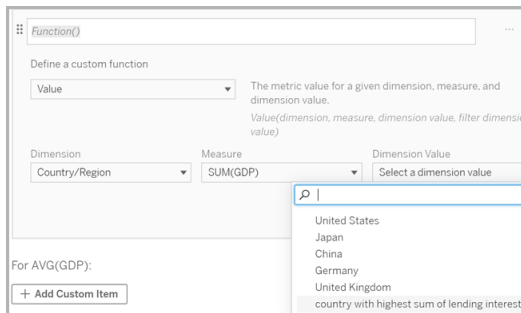 Function()
...
Define a custom function
Value
The metric value for a given dimension, measure, and
dimension value.
Value(dimension, measure, dimension value, filter dimensio
value)
Dimension
Measure
Dimension Value
Country/Region
SUM(GDP)
Select a dimension value
United States
Japan
China
Germany
United Kingdom
country with highest sum of lending interest
For AVG(GDP):
+ Add Custom Item